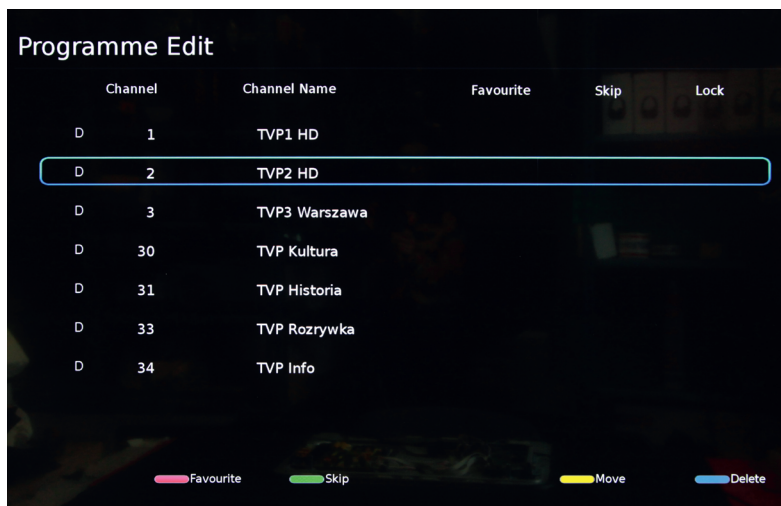 Programme Edit
Channel Channel Name Favourite Skip Lock
D 1 TVP1 HD
D 2 TVP2 HD
D 3 TVP3 Warszawa
D 30 TVP Kultura
D 31 TVP Historia
D 33 TVP Rozrywka
D 34 TVP Info
Favourite Skip Move Delete